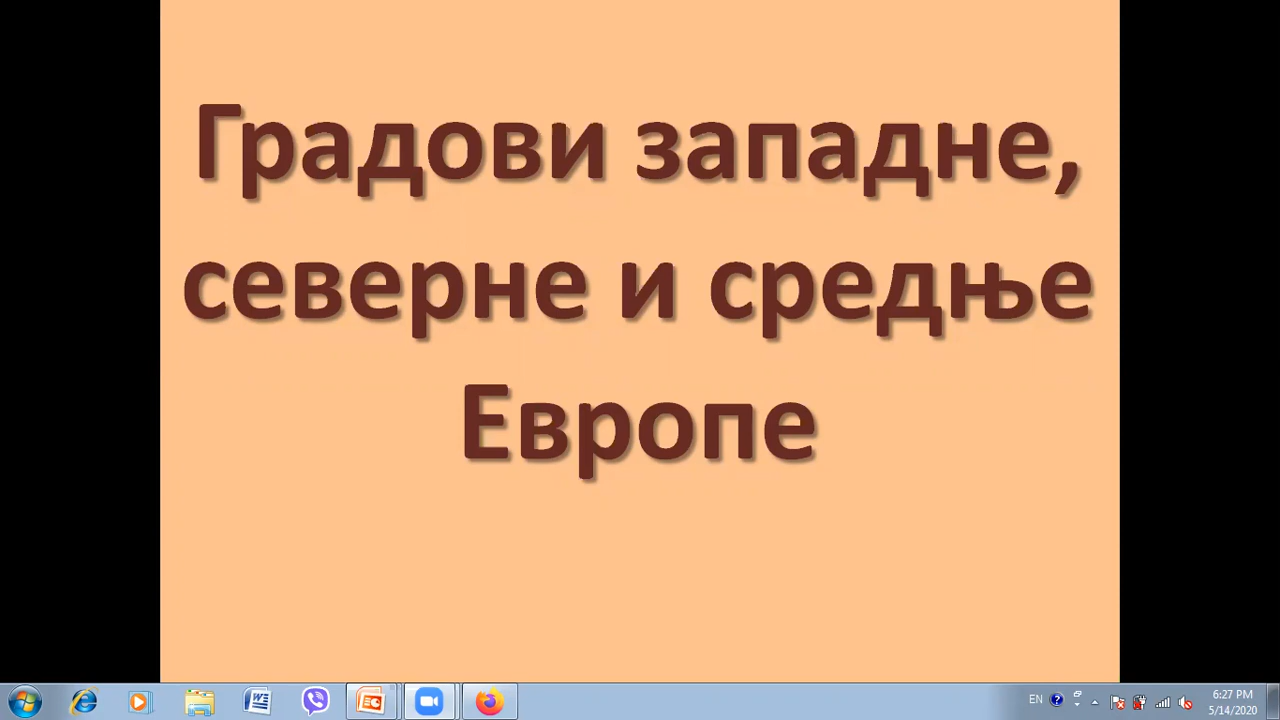 Градови западне,
северне и средње
Европе
EN
6:27 PM
5/14/2020